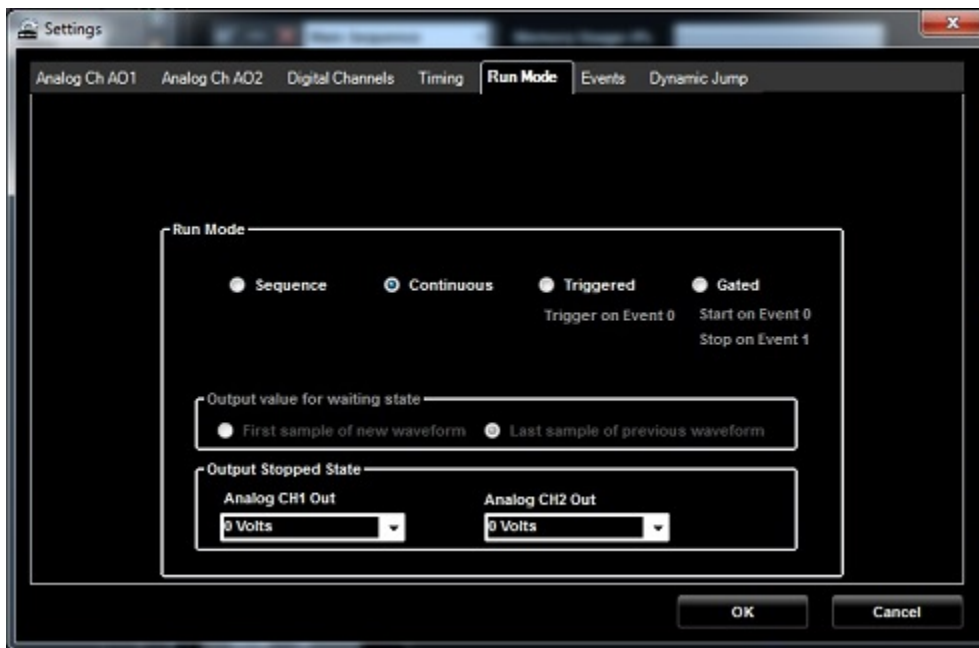 Settings
Analog Ch AO1 Analog Ch AO2 Digital Channels Timing Run Mode Events Dynamic Jump
Run Mode
Sequence Continuous Triggered Gated
Trigger on Event 0 Start on Event 0
Stop on Event 1
Output value for waiting state
First sample of new waveform Last sample of previous waveform
Output Stopped State
Analog CH1 Out Analog CH2 Out
0 Volts 0 Volts
OK Cancel